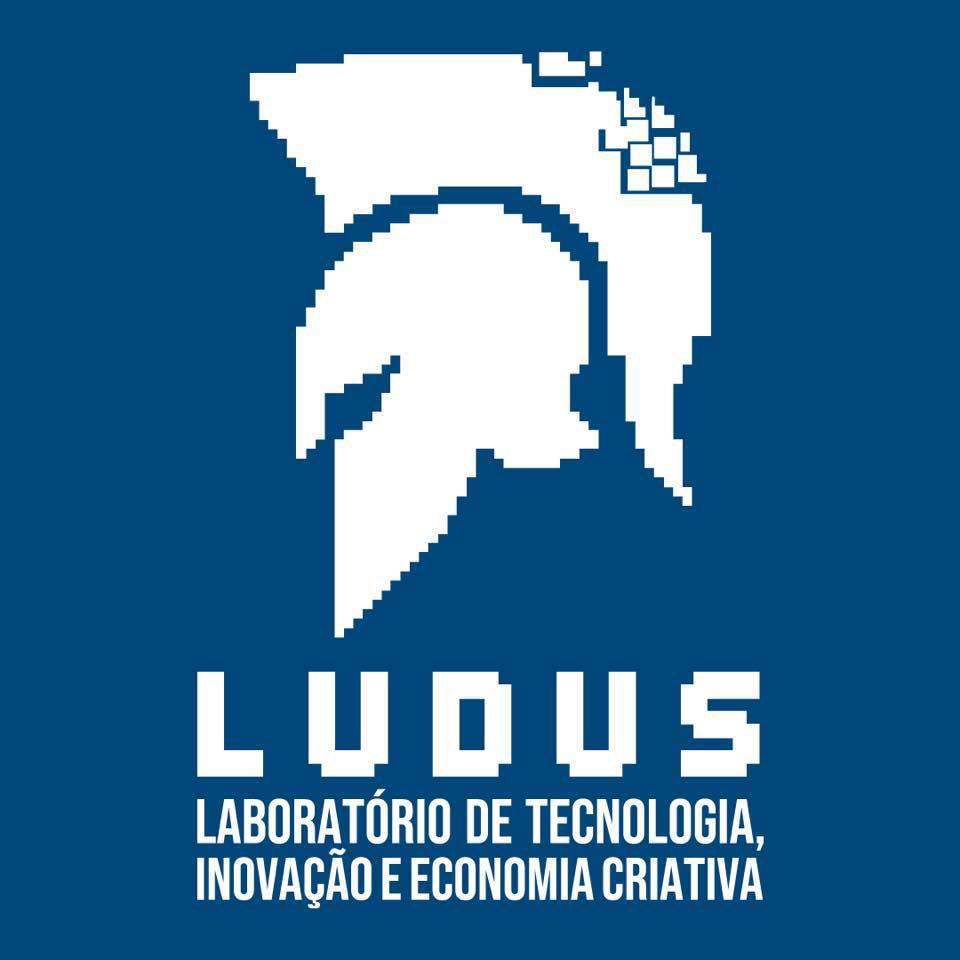 LUDUS
LABORATÓRIO DE TECNOLOGIA,
INOVAÇÃO E ECONOMIA CRIATIVA